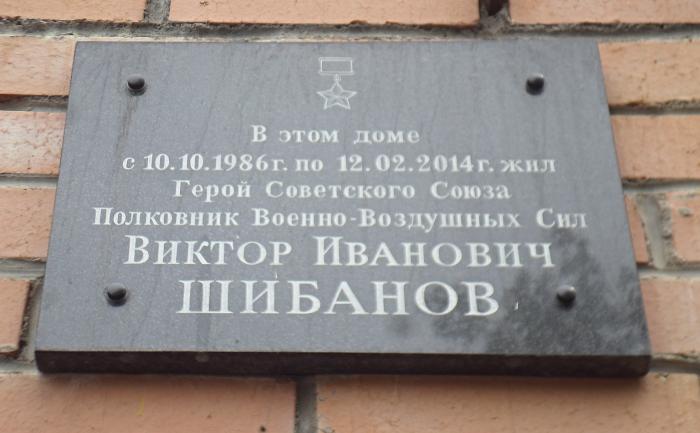 В этом доме
с 10.10.1986г. по 12.02.2014г. жил
Герой Советского Союза
Полковник Военно-Воздушных Сил
Виктор Иванович
ШИБАНОВ